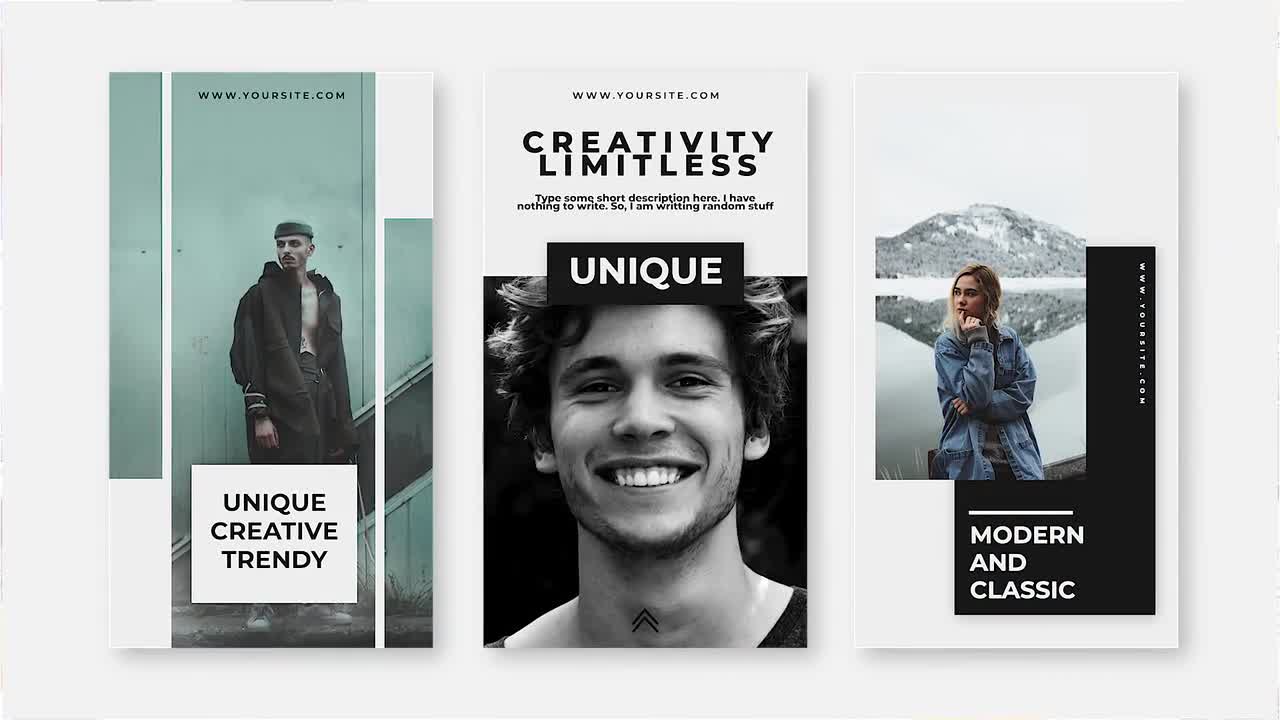 WWW.YOURSITE.COM
UNIQUE
CREATIVE
TRENDY
WWW.YOURSITE.COM
CREATIVITY
LIMITLESS
Type some short description here. I have
nothing to write. So, I am writting random stuff
UNIQUE
WWW.YOURSITE.COM
MODERN
AND
CLASSIC